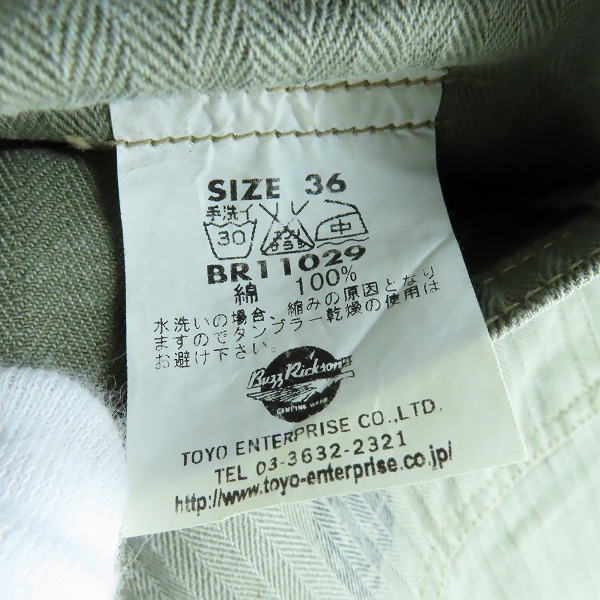 SIZE 36
手洗イ
30
中
BR11029
綿 100%
水洗いの場合、縮みの原因となり
ますのでタンブラー乾燥の使用は
お避け下さい。
Buzz Rickson's
GENUINE WEAR
TOYO ENTERPRISE CO.,LTD.
TEL 03-3632-2321
http://www.toyo-enterprise.co.jp/